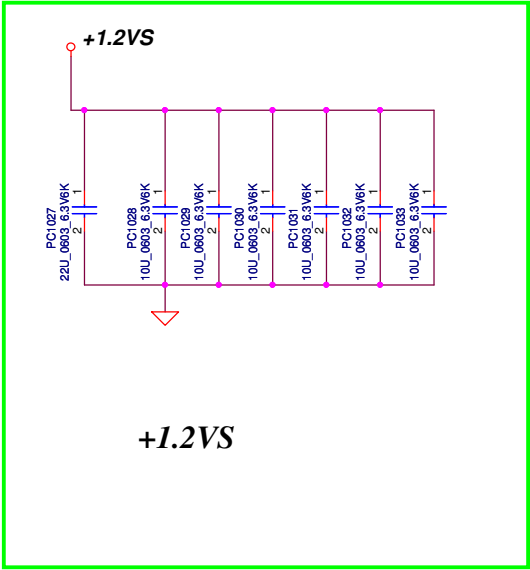 +1.2VS
PC1027
22U_0603_6.3V6K
1
2
PC1028
10U_0603_6.3V6K
1
2
PC1029
10U_0603_6.3V6K
1
2
PC1030
10U_0603_6.3V6K
1
2
PC1031
10U_0603_6.3V6K
1
2
PC1032
10U_0603_6.3V6K
1
2
PC1033
10U_0603_6.3V6K
1
2
+1.2VS